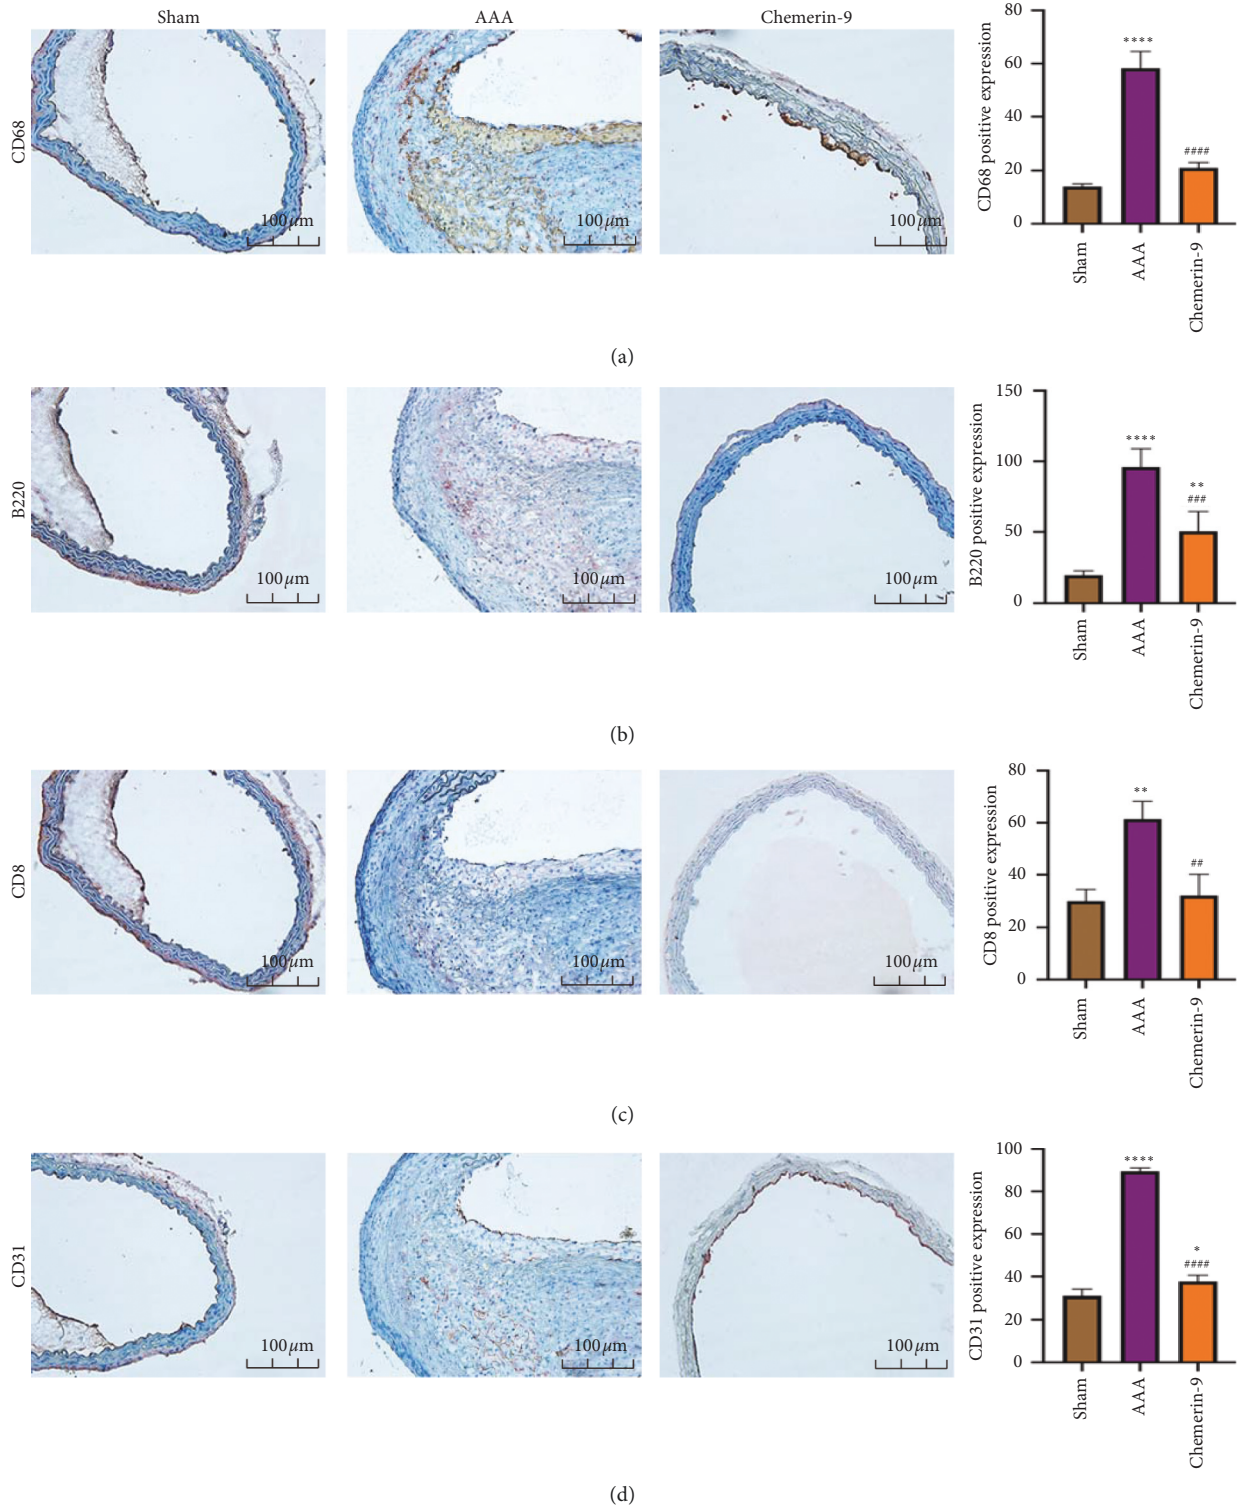 Sham
AAA
Chemerin-9
CD68
100 μm
100 μm
100 μm
CD68 positive expression
80
60
40
20
0
****
####
Sham
AAA
Chemerin-9
(a)
B220
100 μm
100 μm
100 μm
B220 positive expression
150
100
50
0
****
**
###
Sham
AAA
Chemerin-9
(b)
CD8
100 μm
100 μm
100 μm
CD8 positive expression
80
60
40
20
0
**
##
Sham
AAA
Chemerin-9
(c)
CD31
100 μm
100 μm
100 μm
CD31 positive expression
100
80
60
40
20
0
****
*
####
Sham
AAA
Chemerin-9
(d)